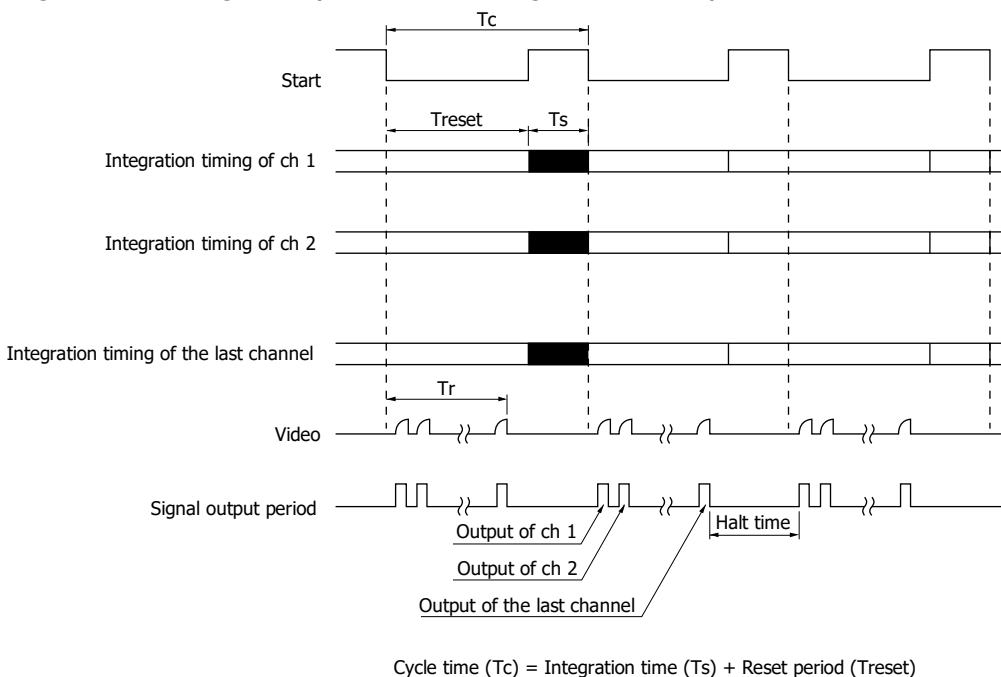 Tc
Start
Treset
Ts
Integration timing of ch 1
Integration timing of ch 2
Integration timing of the last channel
Tr
Video
Signal output period
Output of ch 1
Halt time
Output of ch 2
Output of the last channel
Cycle time (Tc) = Integration time (Ts) + Reset period (Treset)